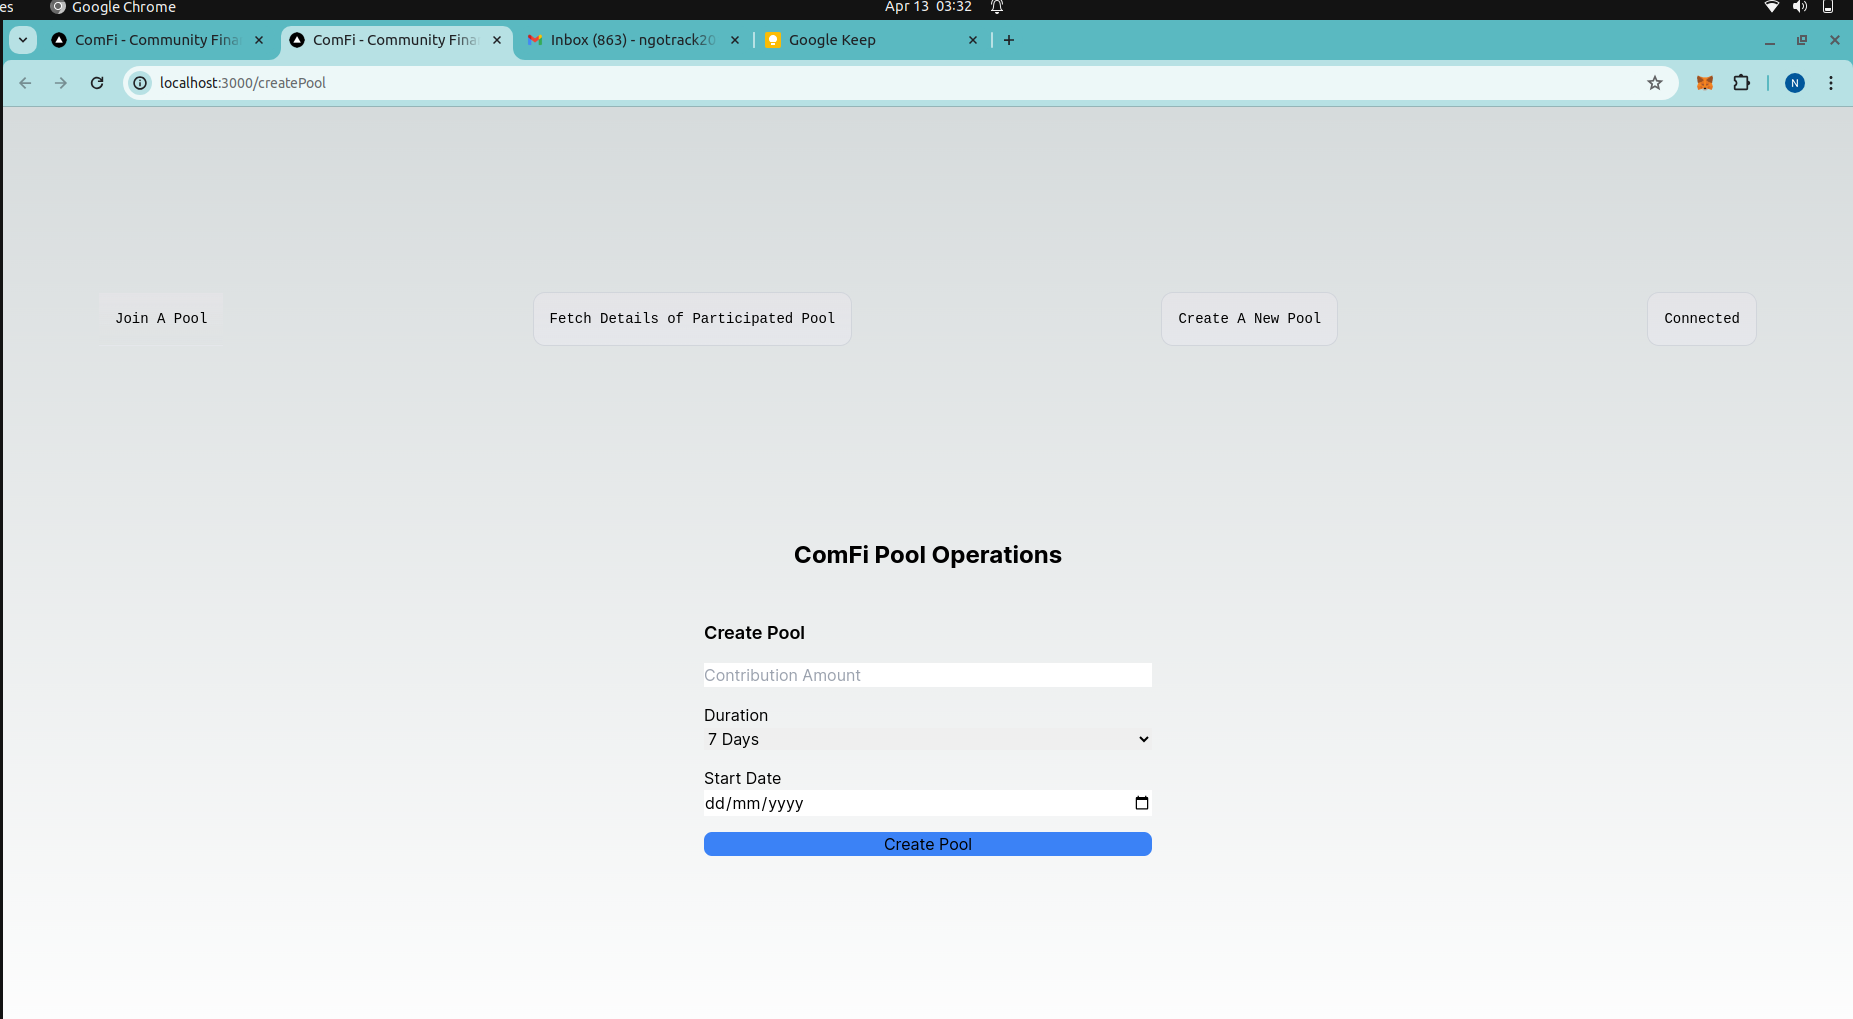 es Google Chrome Apr 13 03:32
ComFi - Community Fina ComFi - Community Fina Inbox (863) - ngotrack20 Google Keep
localhost:3000/createPool N
Join A Pool Fetch Details of Participated Pool Create A New Pool Connected
ComFi Pool Operations
Create Pool
Contribution Amount
Duration
7 Days
Start Date
dd/mm/yyyy
Create Pool